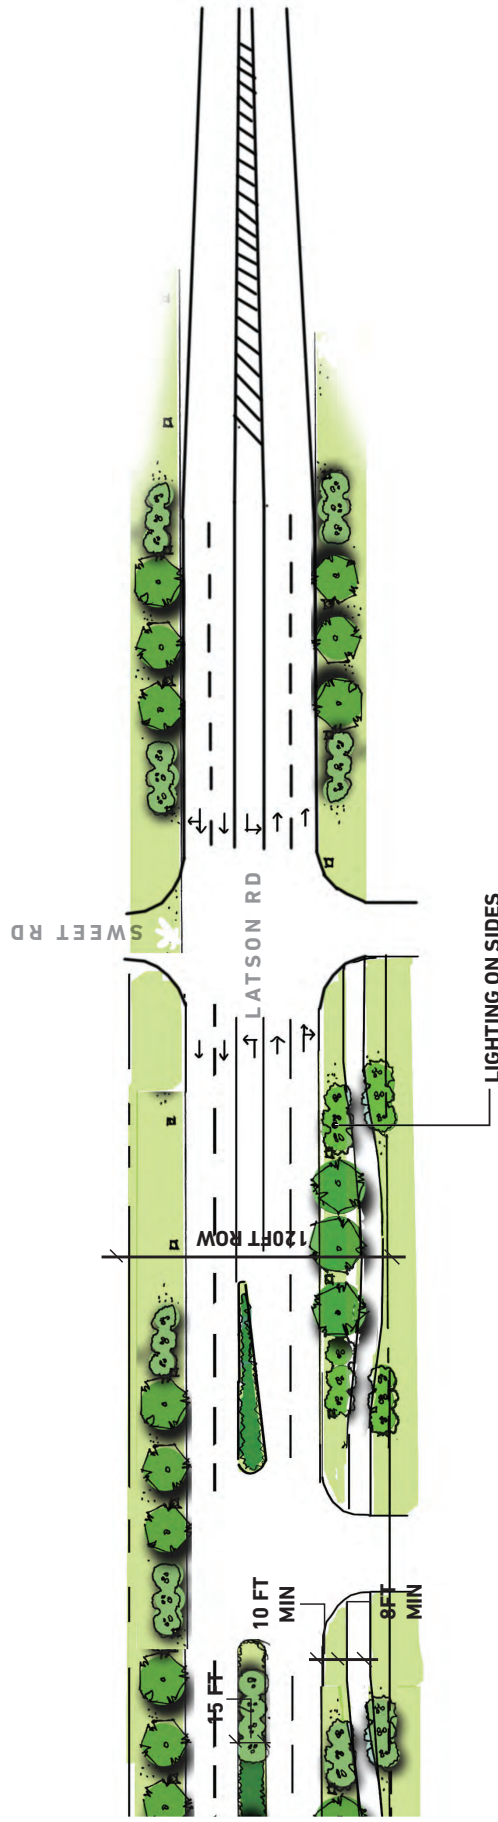 SWEET RD
LATSON RD
LIGHTING ON SIDES
120FT ROW
10 FT
MIN
8FT
MIN
15 FT